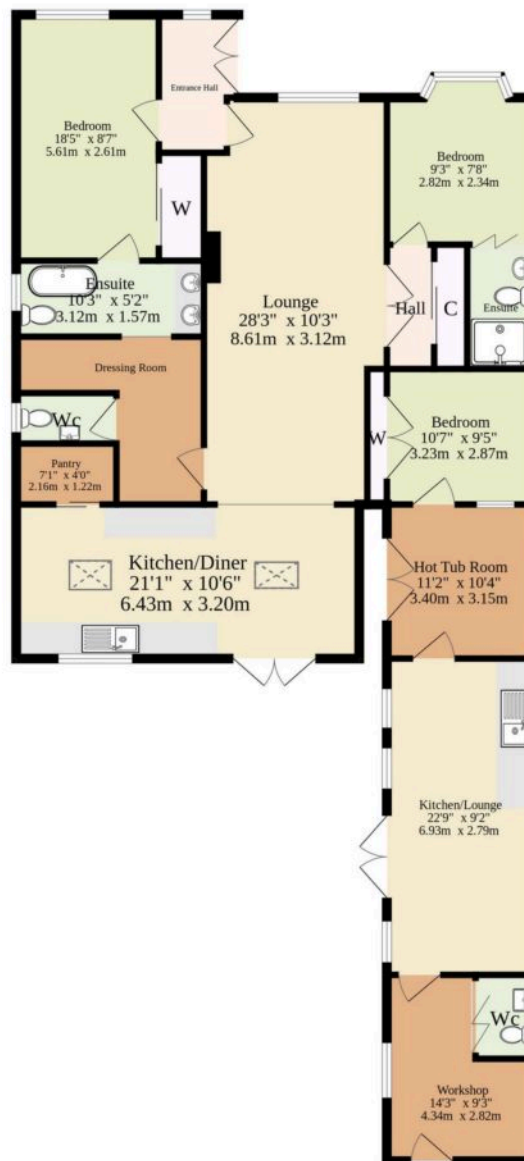 Entrance Hall
Bedroom
18'5" x 8'7"
5.61m x 2.61m
W
Bedroom
9'3" x 7'8"
2.82m x 2.34m
Ensuite
10'3" x 5'2"
3.12m x 1.57m
Lounge
28'3" x 10'3"
8.61m x 3.12m
Hall
C
Ensuite
Dressing Room
Wc
W
Bedroom
10'7" x 9'5"
3.23m x 2.87m
Pantry
7'1" x 4'0"
2.16m x 1.22m
Kitchen/Diner
21'1" x 10'6"
6.43m x 3.20m
Hot Tub Room
11'2" x 10'4"
3.40m x 3.15m
Kitchen/Lounge
22'9" x 9'2"
6.93m x 2.79m
Wc
Workshop
14'3" x 9'3"
4.34m x 2.82m